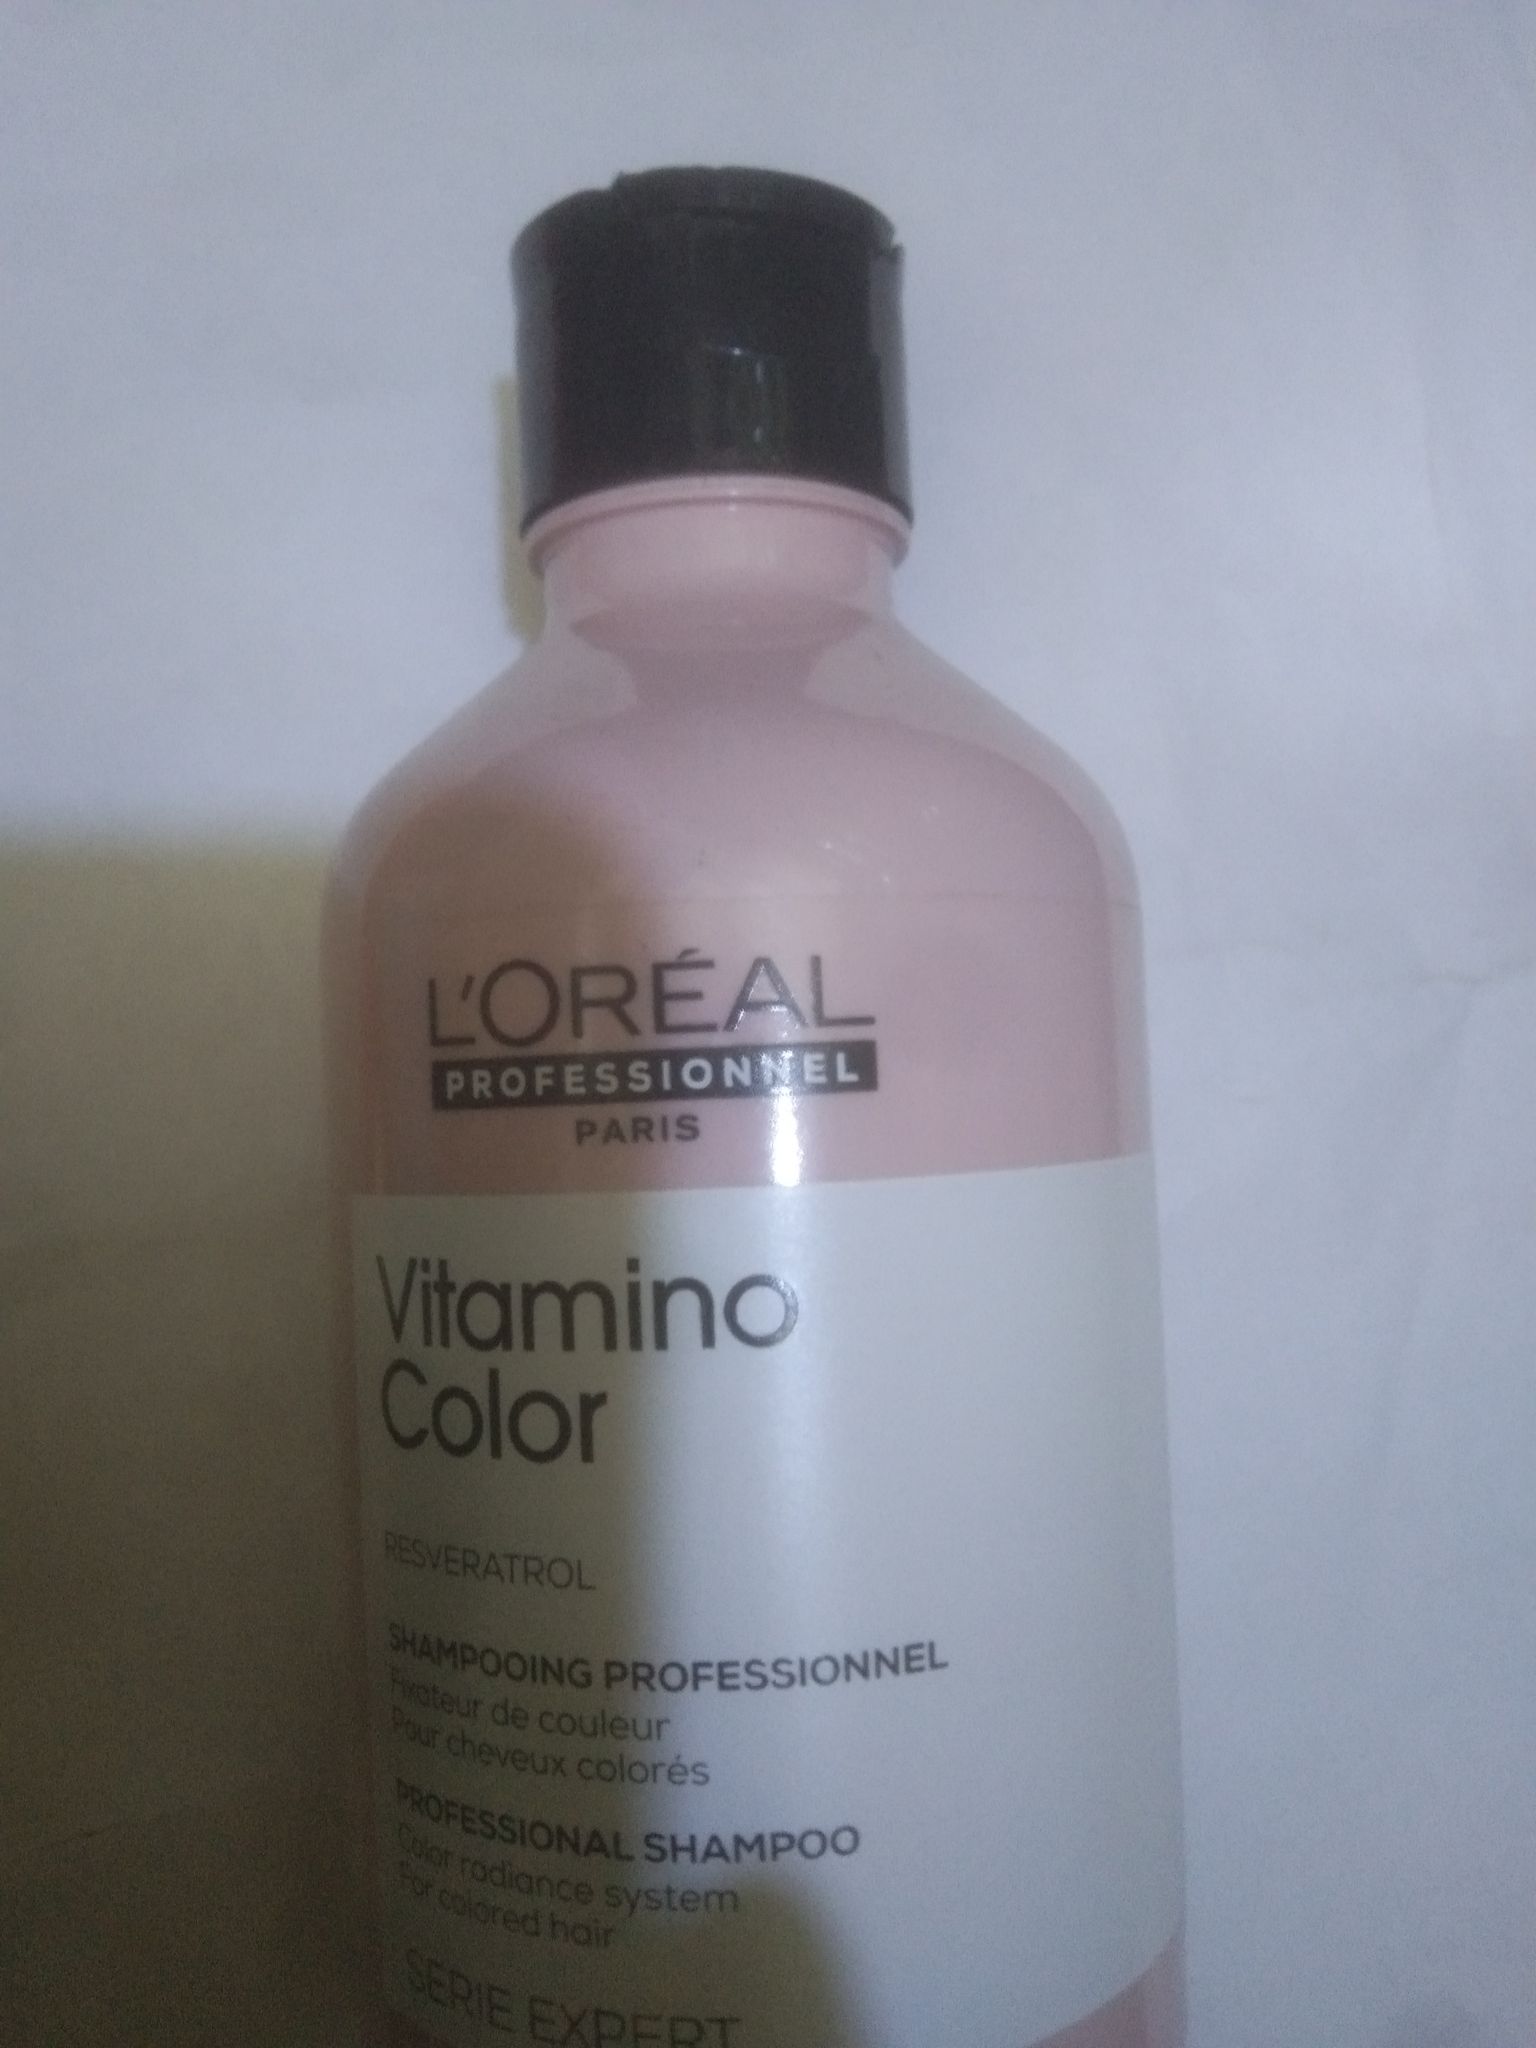 L'ORÉAL
PROFESSIONNEL
PARIS
Vitamino
Color
RESVERATROL
SHAMPOOING PROFESSIONNEL
Fixateur de couleur
Pour cheveux colorés
PROFESSIONAL SHAMPOO
Color radiance system
For colored hair
SERIE EXPERT